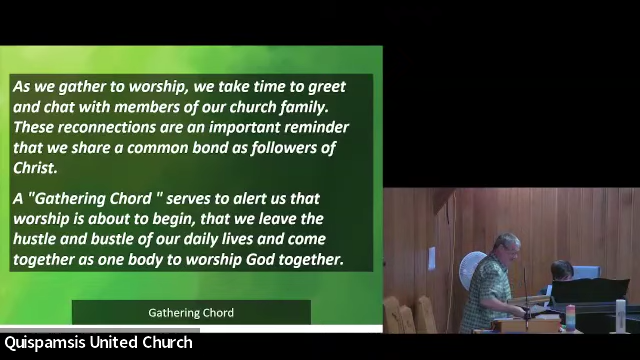 As we gather to worship, we take time to greet
and chat with members of our church family.
These reconnections are an important reminder
that we share a common bond as followers of
Christ.
A "Gathering Chord " serves to alert us that
worship is about to begin, that we leave the
hustle and bustle of our daily lives and come
together as one body to worship God together.
Gathering Chord
Quispamsis United Church